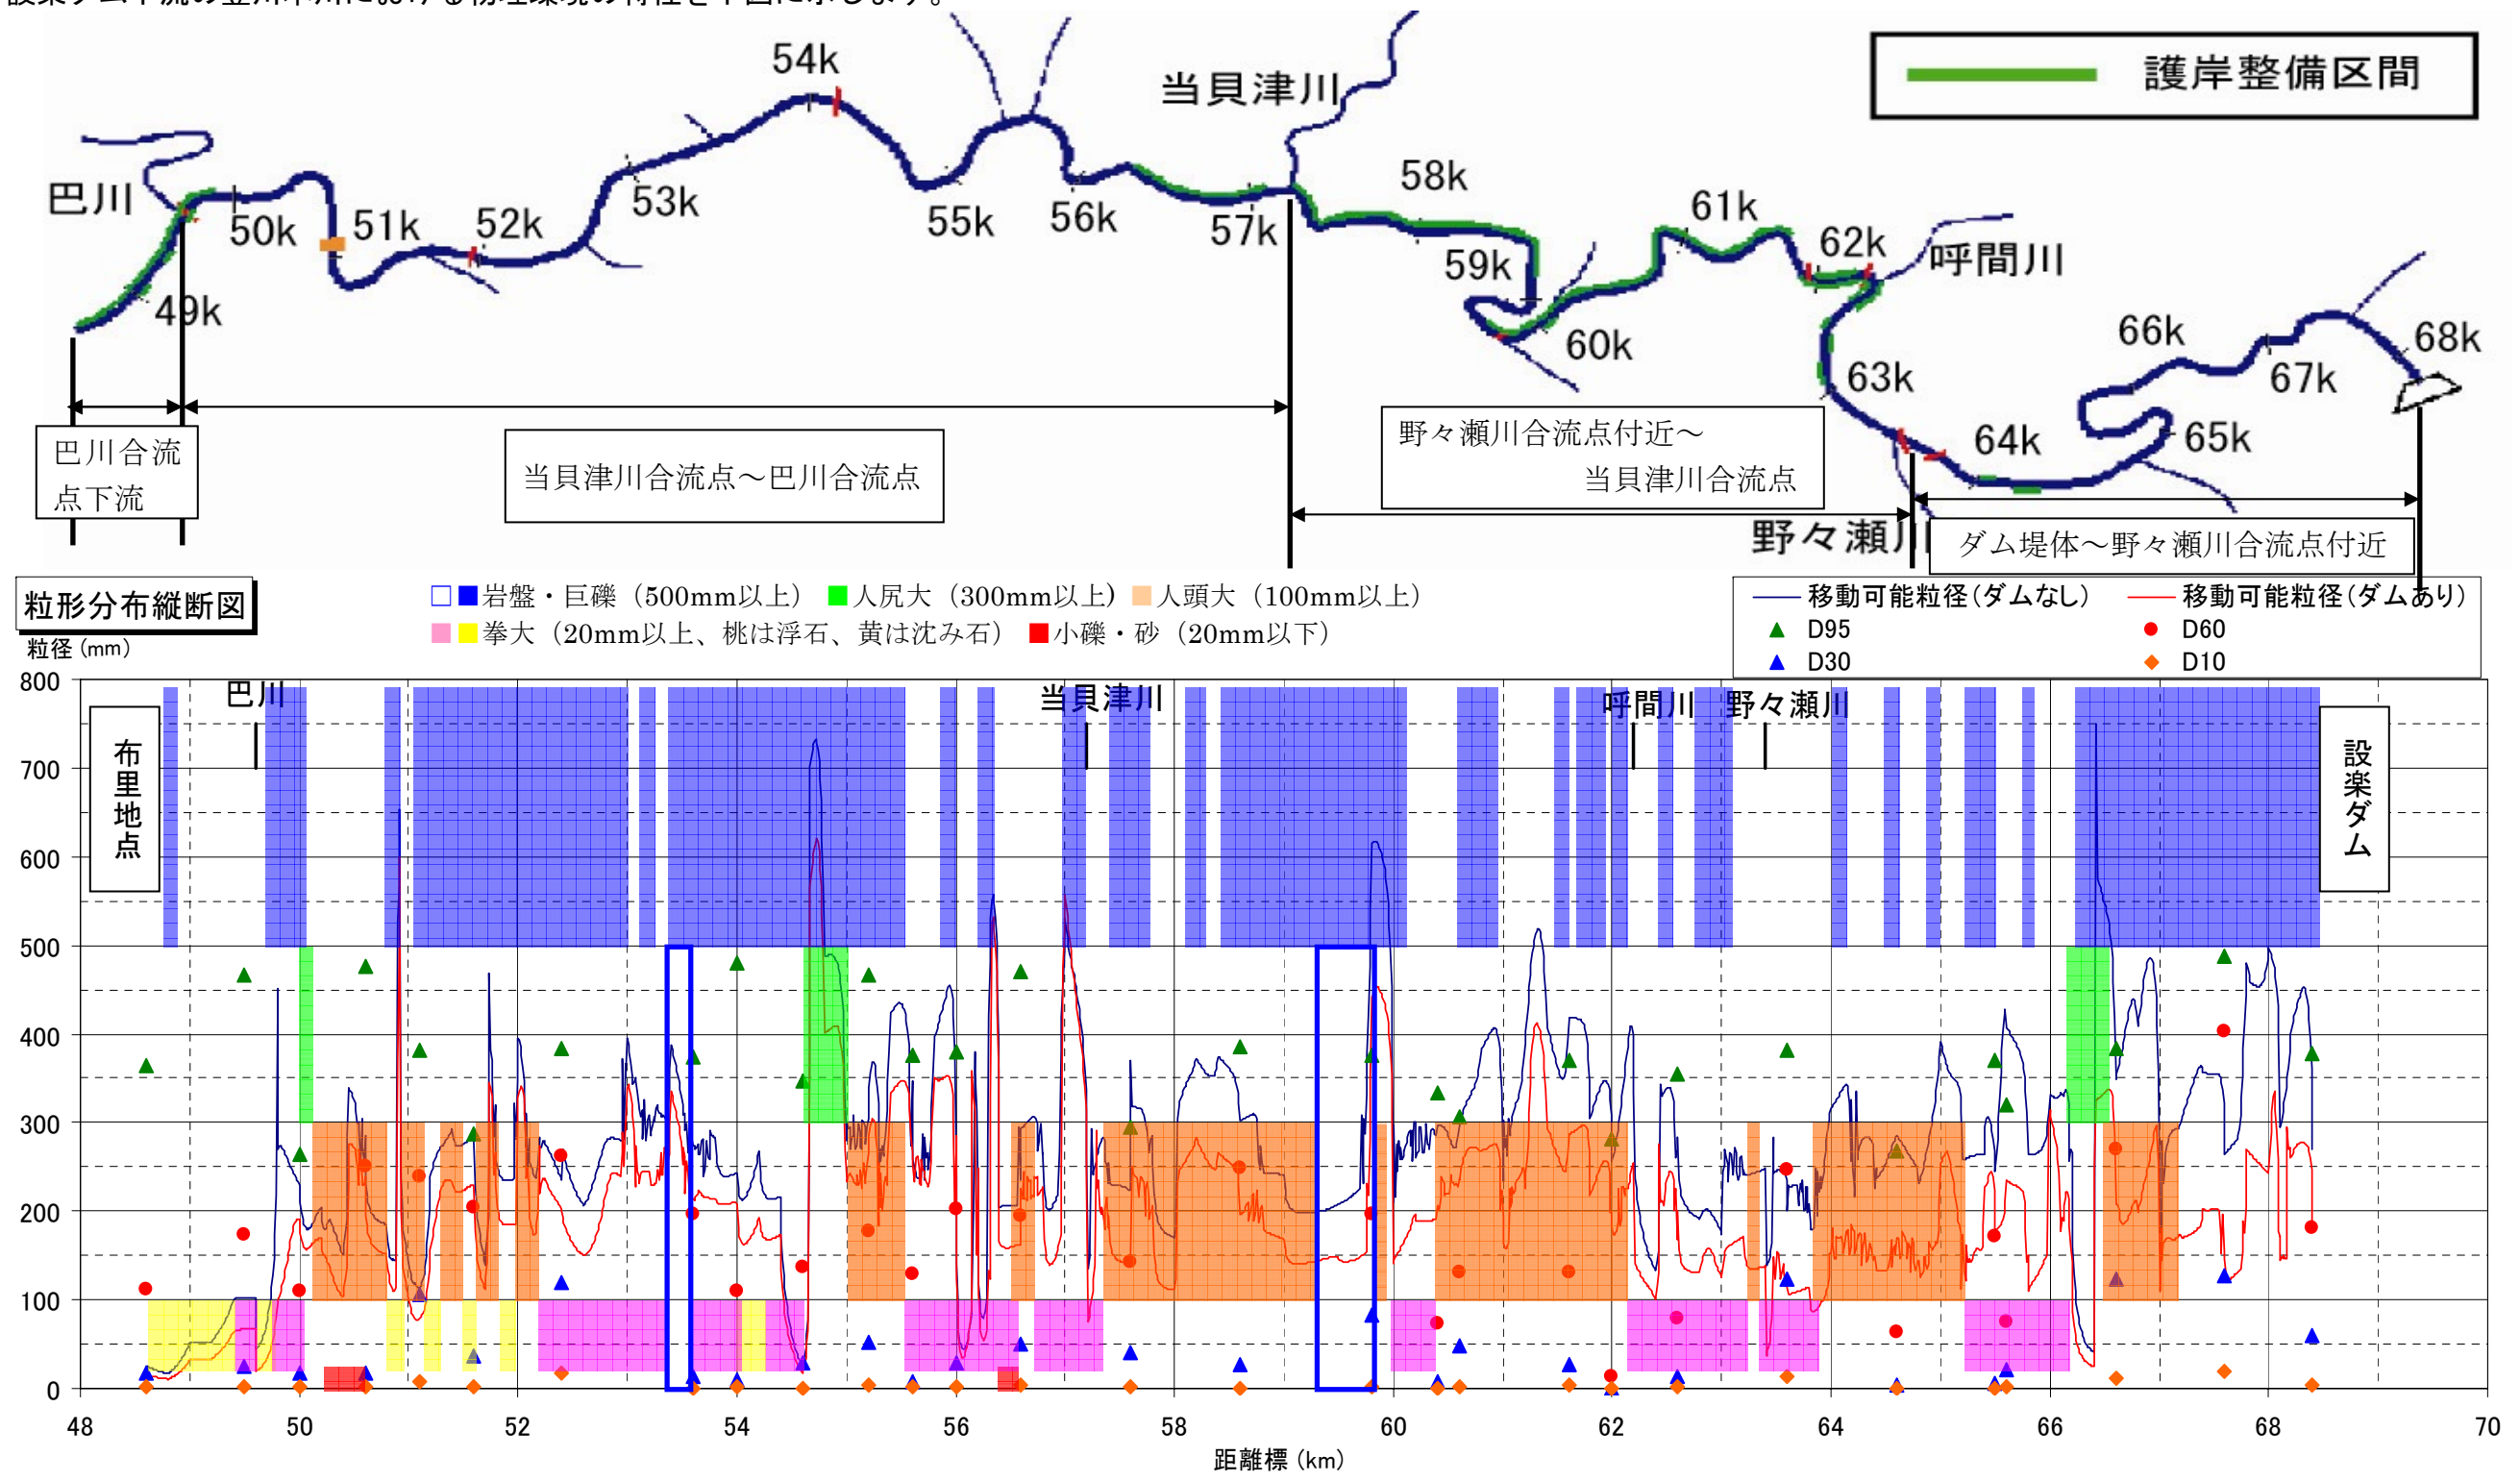 54k
当貝津川
護岸整備区間
巴川
50k
51k
52k
53k
55k
56k
57k
58k
59k
60k
61k
62k
呼間川
49k
63k
64k
65k
66k
67k
68k
巴川合流
点下流
当貝津川合流点～巴川合流点
野々瀬川合流点付近～
当貝津川合流点
野々瀬川
ダム堤体～野々瀬川合流点付近
粒形分布縦断図
岩盤・巨礫（500mm以上） 人尻大（300mm以上) 人頭大（100mm以上）
拳大（20mm以上、桃は浮石、黄は沈み石） 小礫・砂（20mm以下）
移動可能粒径(ダムなし) 移動可能粒径(ダムあり)
D95 D60
D30 D10
粒径(mm)
800
700
600
500
400
300
200
100
0
布里地点
巴川
当貝津川
呼間川
野々瀬川
設楽ダム
48 50 52 54 56 58 60 62 64 66 68 70
距離標(km)